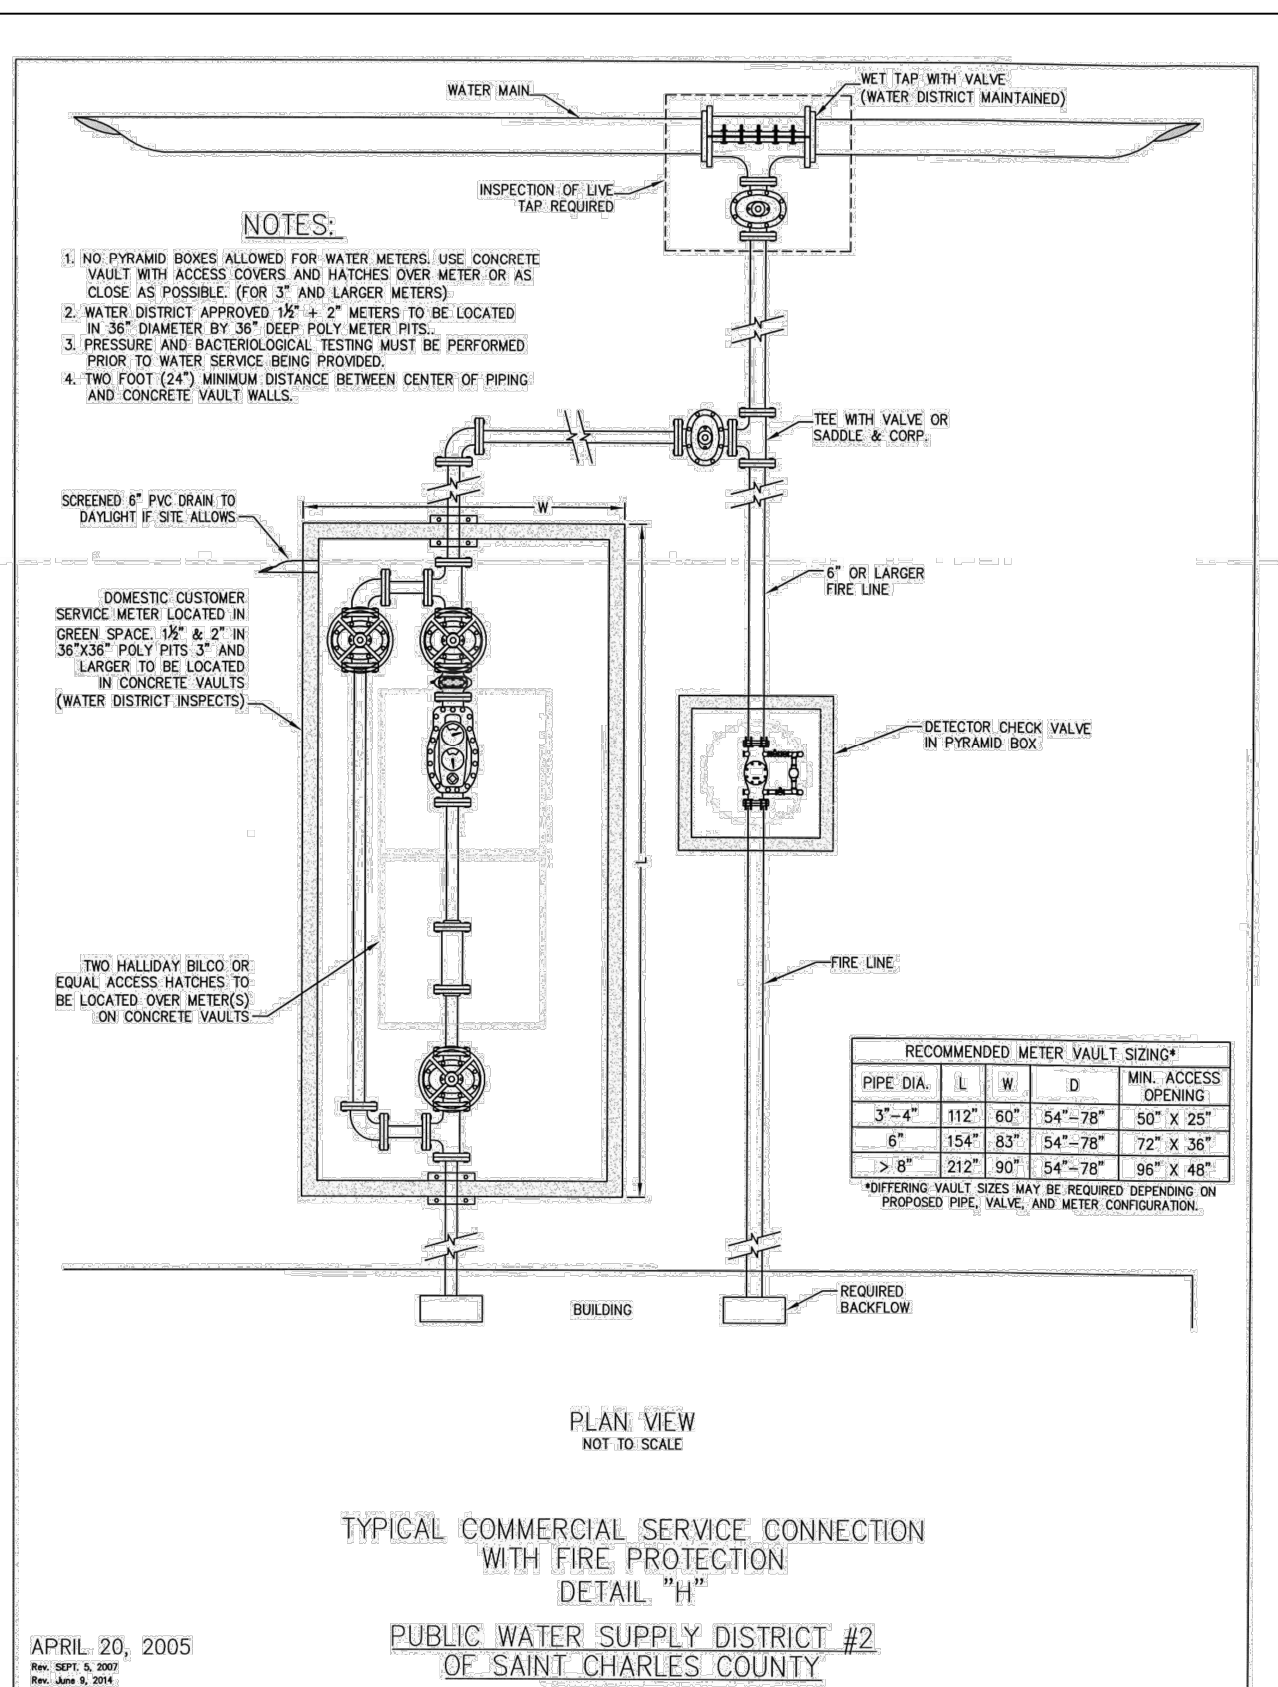 WATER MAIN
WET TAP WITH VALVE
(WATER DISTRICT MAINTAINED)
INSPECTION OF LIVE
TAP REQUIRED
NOTES:
1. NO PYRAMID BOXES ALLOWED FOR WATER METERS. USE CONCRETE
VAULT WITH ACCESS COVERS AND HATCHES OVER METER OR AS
CLOSE AS POSSIBLE. (FOR 3" AND LARGER METERS)
2. WATER DISTRICT APPROVED 1½" + 2" METERS TO BE LOCATED
IN 36" DIAMETER BY 36" DEEP POLY METER PITS..
3. PRESSURE AND BACTERIOLOGICAL TESTING MUST BE PERFORMED
PRIOR TO WATER SERVICE BEING PROVIDED.
4. TWO FOOT (24") MINIMUM DISTANCE BETWEEN CENTER OF PIPING
AND CONCRETE VAULT WALLS.
TEE WITH VALVE OR
SADDLE & CORP.
SCREENED 6" PVC DRAIN TO
DAYLIGHT IF SITE ALLOWS
W
6" OR LARGER
FIRE LINE
DOMESTIC CUSTOMER
SERVICE METER LOCATED IN
GREEN SPACE. 1½" & 2" IN
36"X36" POLY PITS 3" AND
LARGER TO BE LOCATED
IN CONCRETE VAULTS
(WATER DISTRICT INSPECTS)
DETECTOR CHECK VALVE
IN PYRAMID BOX
L
TWO HALLIDAY BILCO OR
EQUAL ACCESS HATCHES TO
BE LOCATED OVER METER(S)
ON CONCRETE VAULTS
FIRE LINE
RECOMMENDED METER VAULT SIZING*
PIPE DIA. L W D MIN. ACCESS
OPENING
3"-4" 112" 60" 54"-78" 50" X 25"
6" 154" 83" 54"-78" 72" X 36"
> 8" 212" 90" 54"-78" 96" X 48"
*DIFFERING VAULT SIZES MAY BE REQUIRED DEPENDING ON
PROPOSED PIPE, VALVE, AND METER CONFIGURATION.
BUILDING
REQUIRED
BACKFLOW
PLAN VIEW
NOT TO SCALE
TYPICAL COMMERCIAL SERVICE CONNECTION
WITH FIRE PROTECTION
DETAIL "H"
PUBLIC WATER SUPPLY DISTRICT #2
OF SAINT CHARLES COUNTY
APRIL 20, 2005
Rev. SEPT. 5, 2007
Rev. June 9, 2014